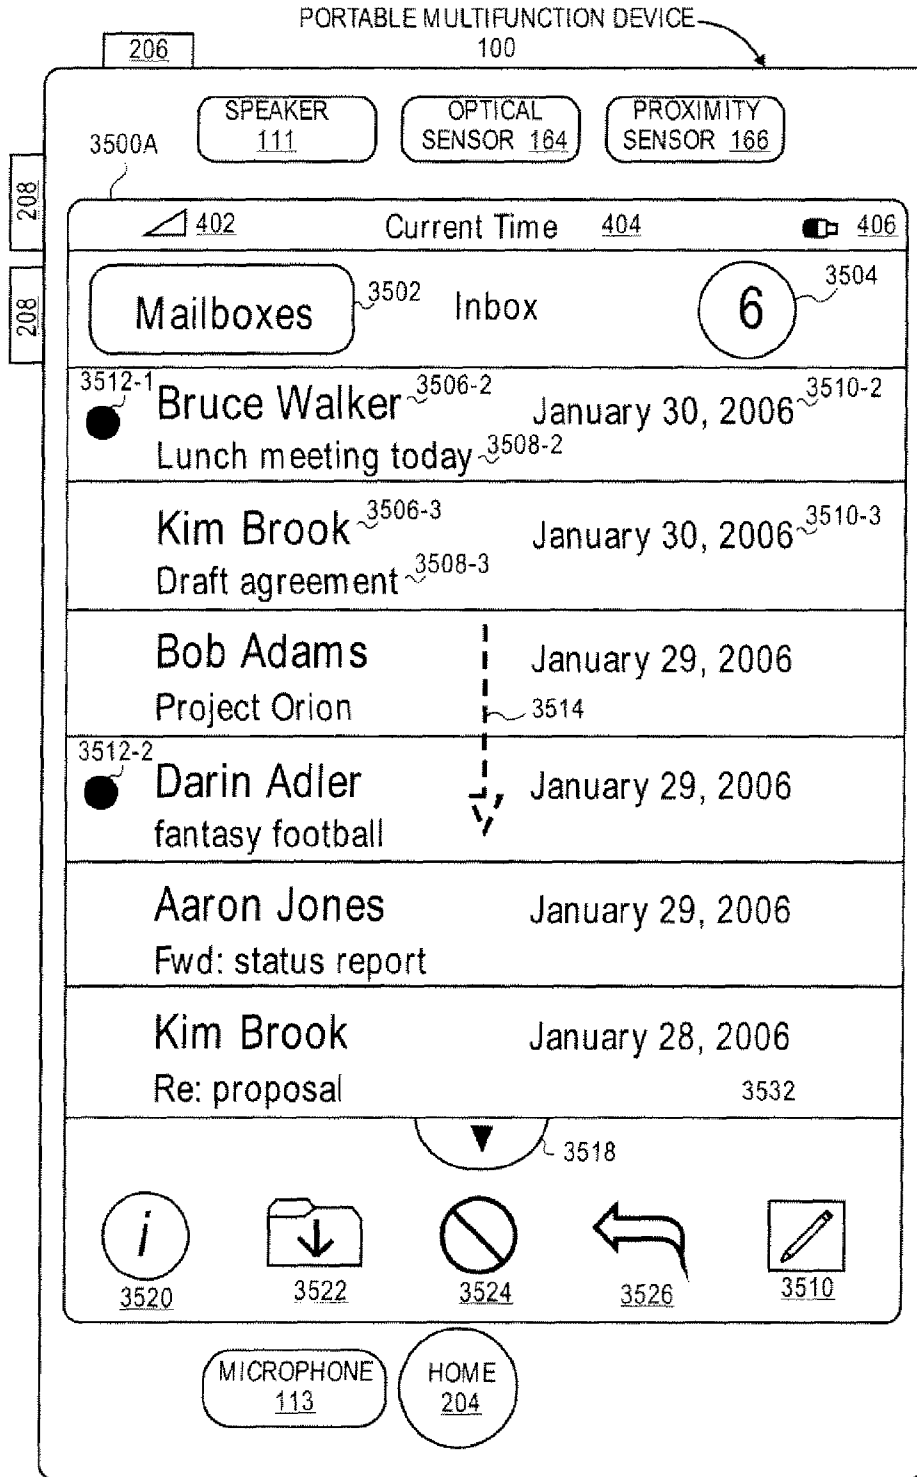 PORTABLE MULTIFUNCTION DEVICE
100
206
SPEAKER
111
OPTICAL
SENSOR 164
PROXIMITY
SENSOR 166
3500A
208
208
402
Current Time 404
406
Mailboxes
3502
Inbox
6
3504
3512-1
Bruce Walker 3506-2
January 30, 2006 3510-2
Lunch meeting today 3508-2
Kim Brook 3506-3
January 30, 2006 3510-3
Draft agreement 3508-3
Bob Adams
January 29, 2006
Project Orion
3514
3512-2
Darin Adler
January 29, 2006
fantasy football
Aaron Jones
January 29, 2006
Fwd: status report
Kim Brook
January 28, 2006
Re: proposal
3532
3518
i
3520
3522
3524
3526
3510
MICROPHONE
113
HOME
204